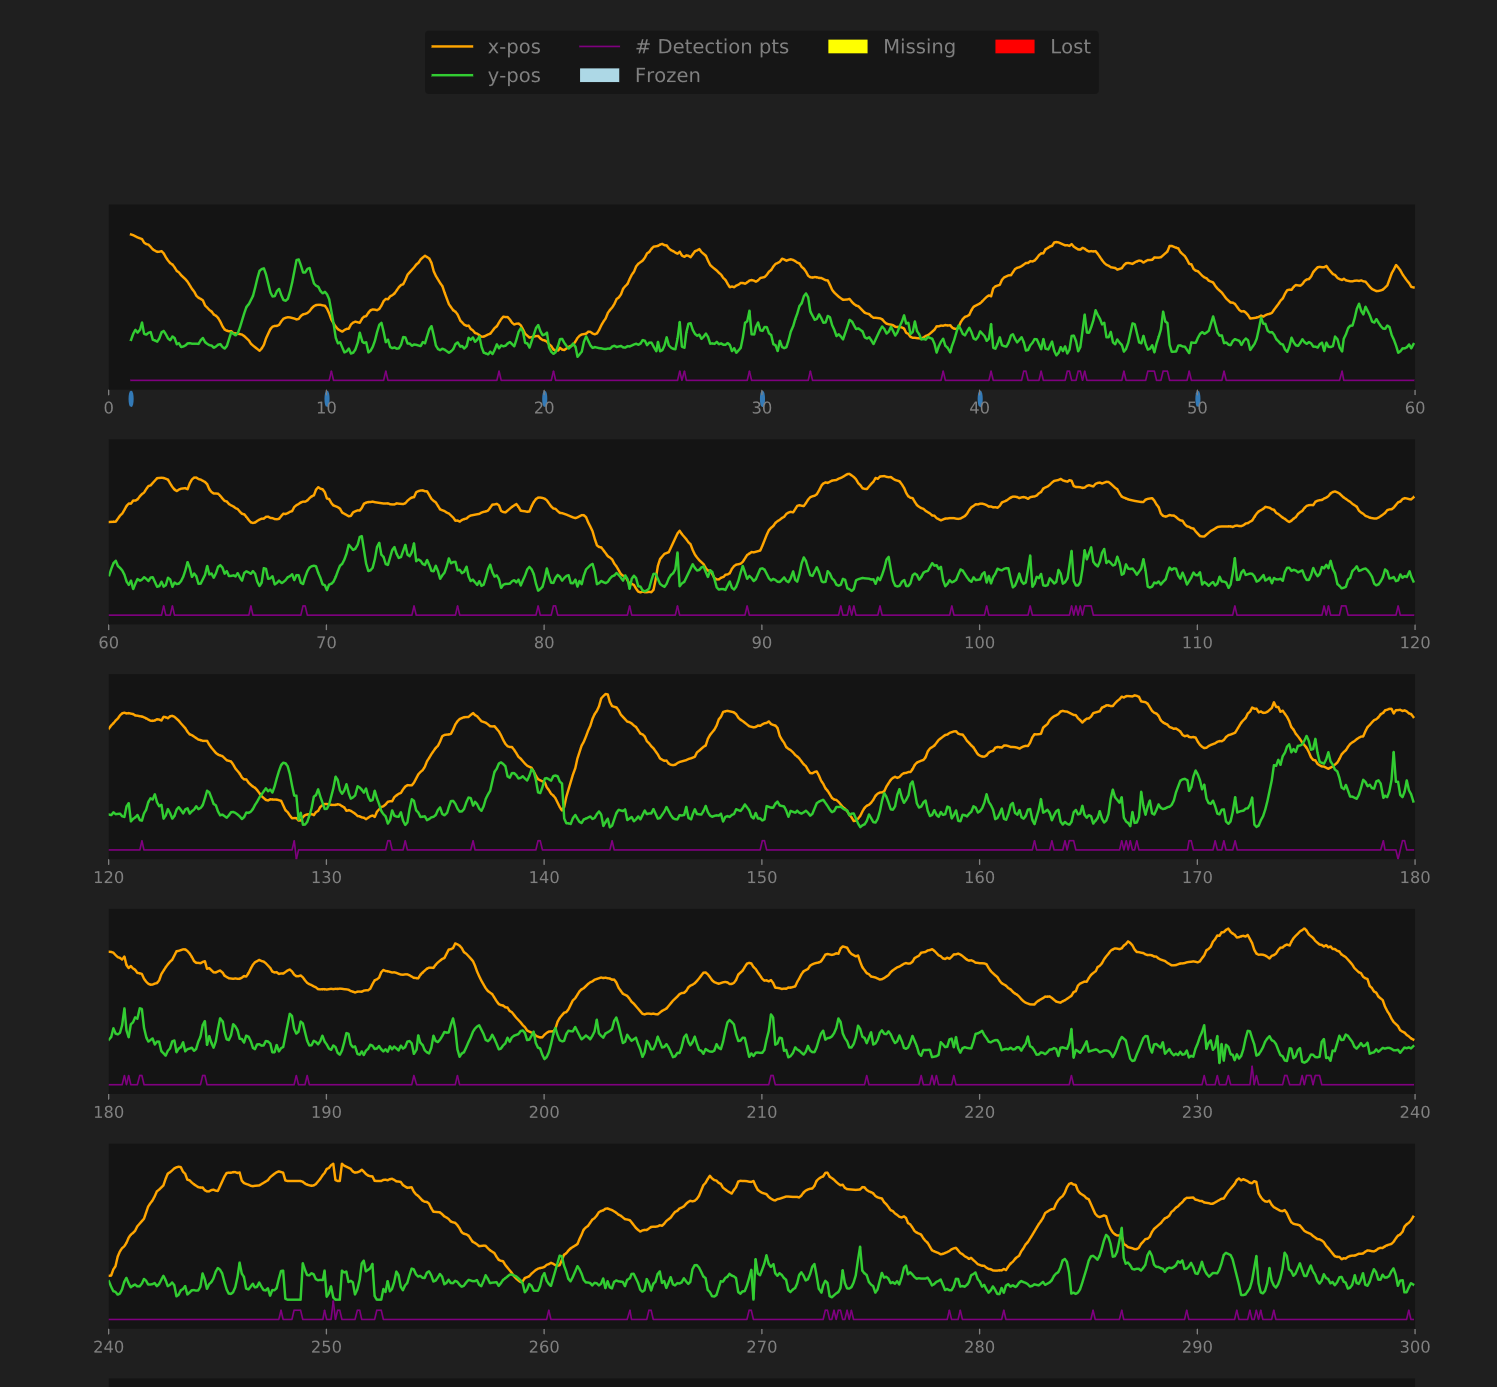 x-pos # Detection pts Missing Lost
y-pos Frozen
0 10 20 30 40 50 60
60 70 80 90 100 110 120
120 130 140 150 160 170 180
180 190 200 210 220 230 240
240 250 260 270 280 290 300